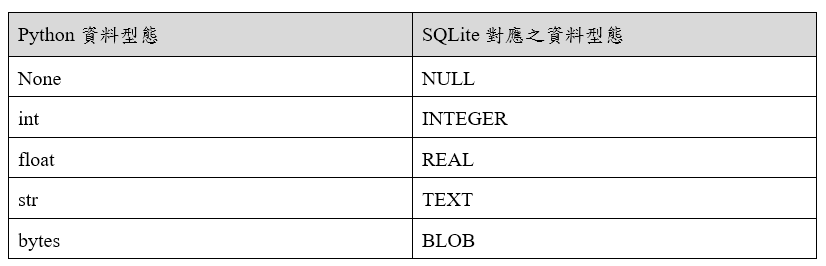 Python 資料型態 SQLite 對應之資料型態
None NULL
int INTEGER
float REAL
str TEXT
bytes BLOB